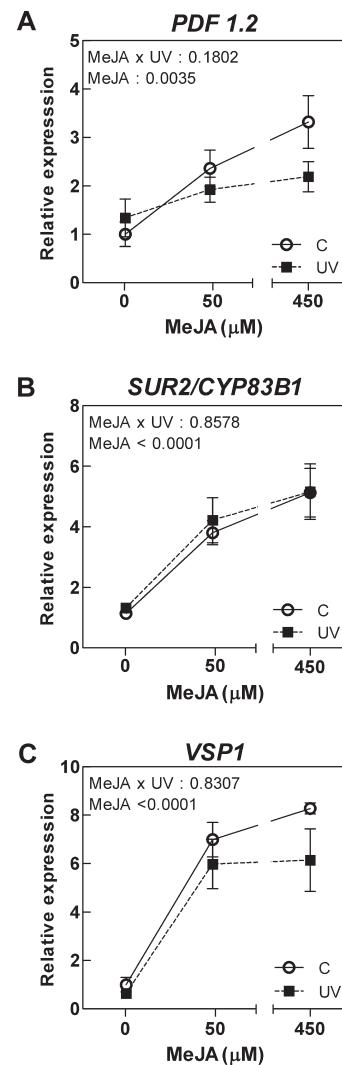 A
PDF 1.2
MeJA x UV : 0.1802
MeJA : 0.0035
Relative expresssion
5
4
3
2
1
0
C
UV
0 50 450
MeJA (µM)
B
SUR2/CYP83B1
MeJA x UV : 0.8578
MeJA < 0.0001
Relative expresssion
8
6
4
2
0
C
UV
0 50 450
MeJA (µM)
C
VSP1
MeJA x UV : 0.8307
MeJA <0.0001
Relative expresssion
10
8
6
4
2
0
C
UV
0 50 450
MeJA (µM)